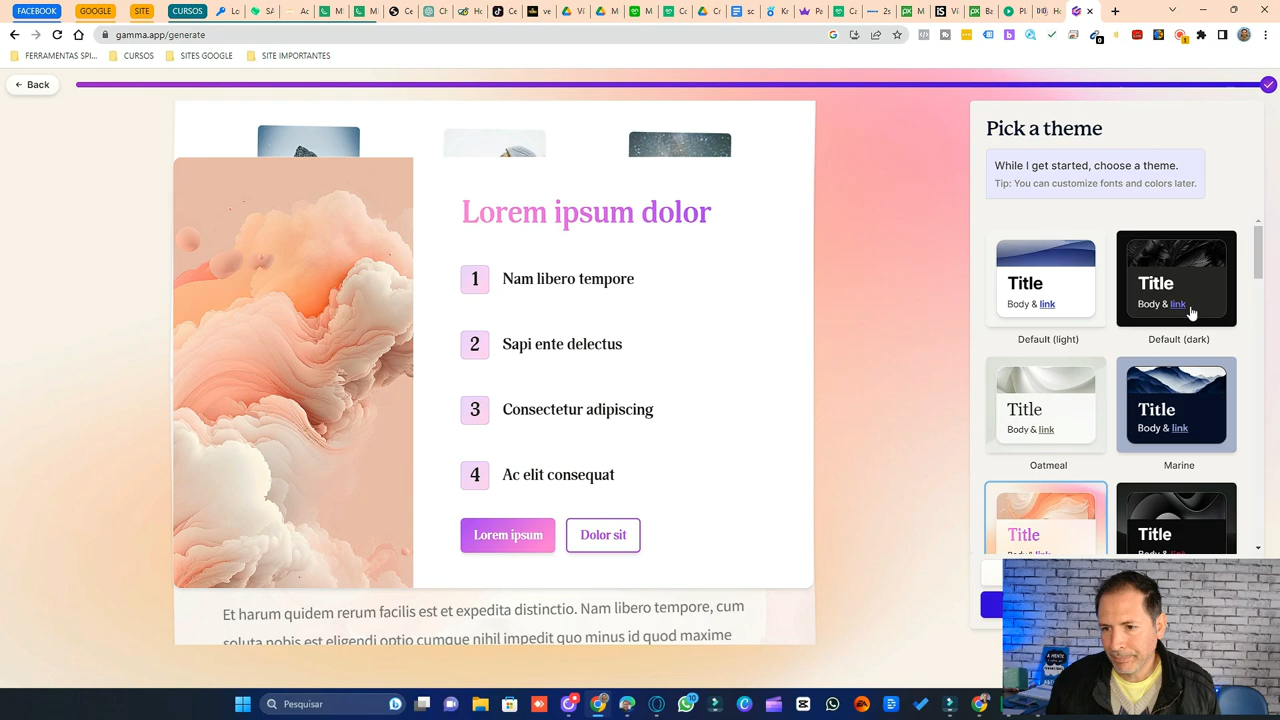 FACEBOOK
GOOGLE
SITE
CURSOS
gamma.app/generate
FERRAMENTAS SPI...
CURSOS
SITES GOOGLE
SITE IMPORTANTES
Back
Lorem ipsum dolor
1 Nam libero tempore
2 Sapi ente delectus
3 Consectetur adipiscing
4 Ac elit consequat
Lorem ipsum
Dolor sit
Et harum quidem rerum facilis est et expedita distinctio. Nam libero tempore, cum
soluta nobis est eligendi optio cumque nihil impedit quo minus id quod maxime
Pick a theme
While I get started, choose a theme.
Tip: You can customize fonts and colors later.
Title
Body & link
Default (light)
Title
Body & link
Default (dark)
Title
Body & link
Oatmeal
Title
Body & link
Marine
Title
Body & link
Title
Body & link
Pesquisar